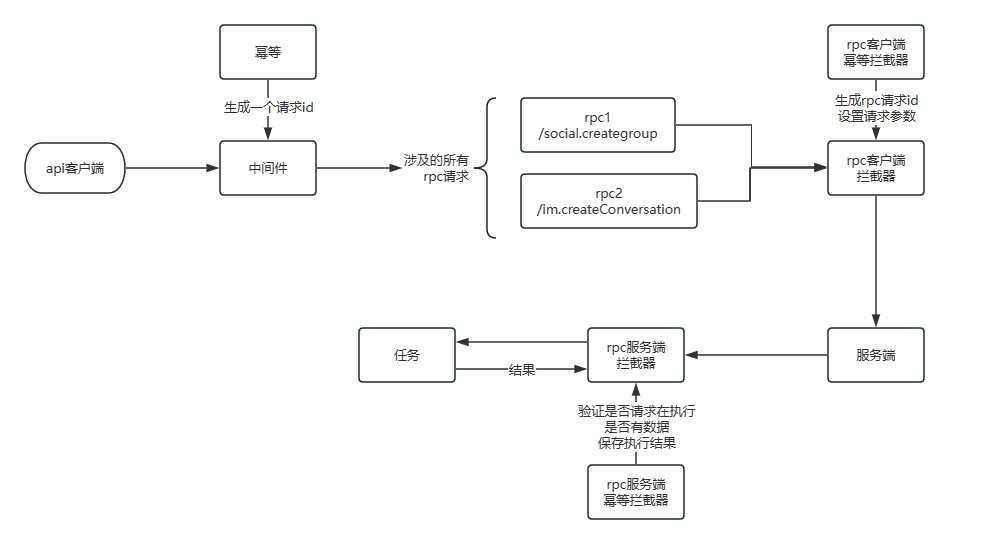 幂等
生成一个请求id
api客户端
中间件
涉及的所有
rpc请求
rpc1
/social.creategroup
rpc2
/im.createConversation
rpc客户端
幂等拦截器
生成rpc请求id
设置请求参数
rpc客户端
拦截器
服务端
rpc服务端
拦截器
任务
结果
验证是否请求在执行
是否有数据
保存执行结果
rpc服务端
幂等拦截器